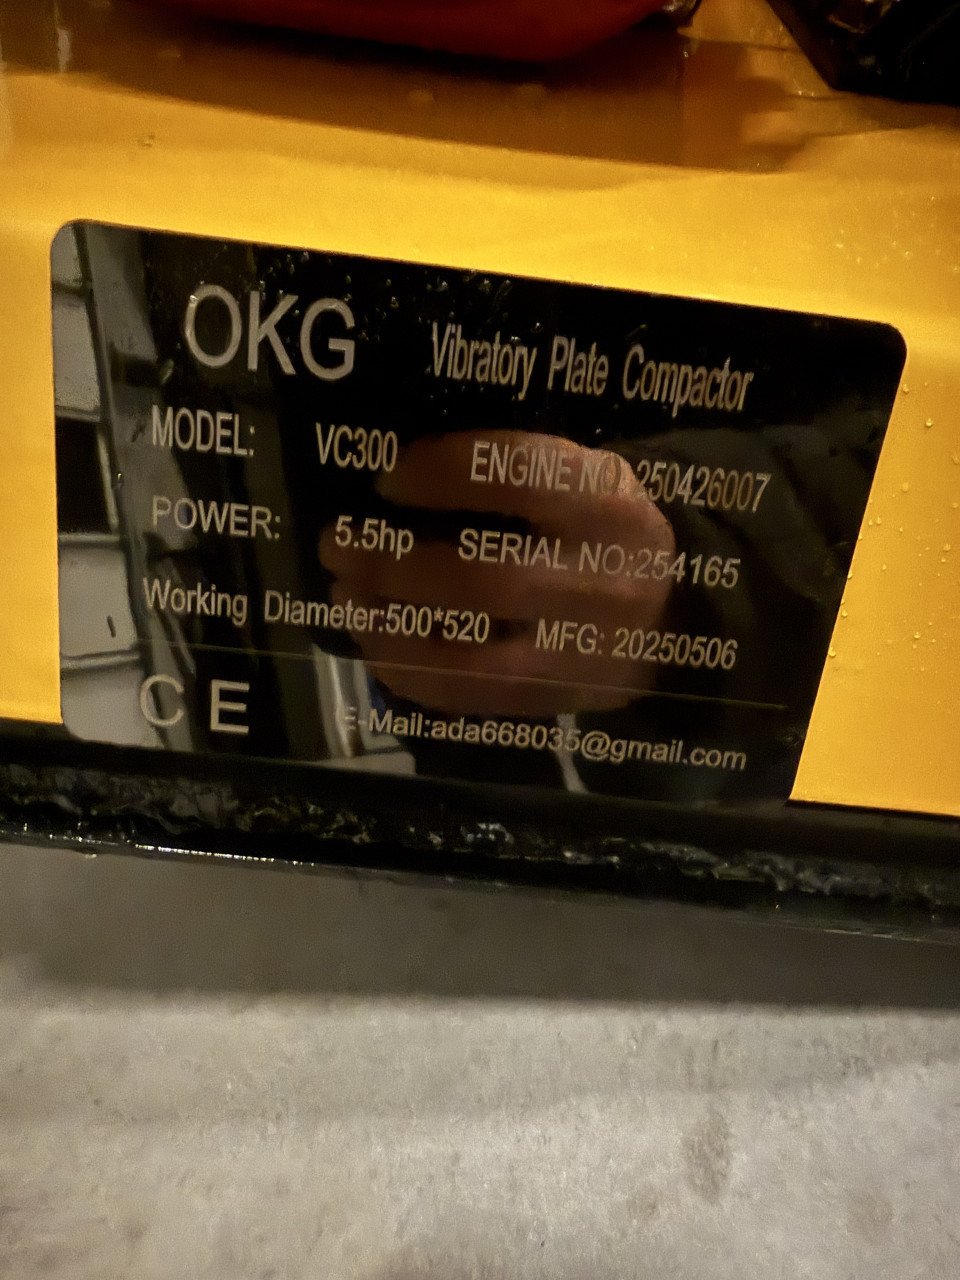 OKG Vibratory Plate Compactor
MODEL: VC300 ENGINE NO:250426007
POWER: 5.5hp SERIAL NO:254165
Working Diameter:500*520 MFG: 20250506
CE E-Mail:ada668035@gmail.com